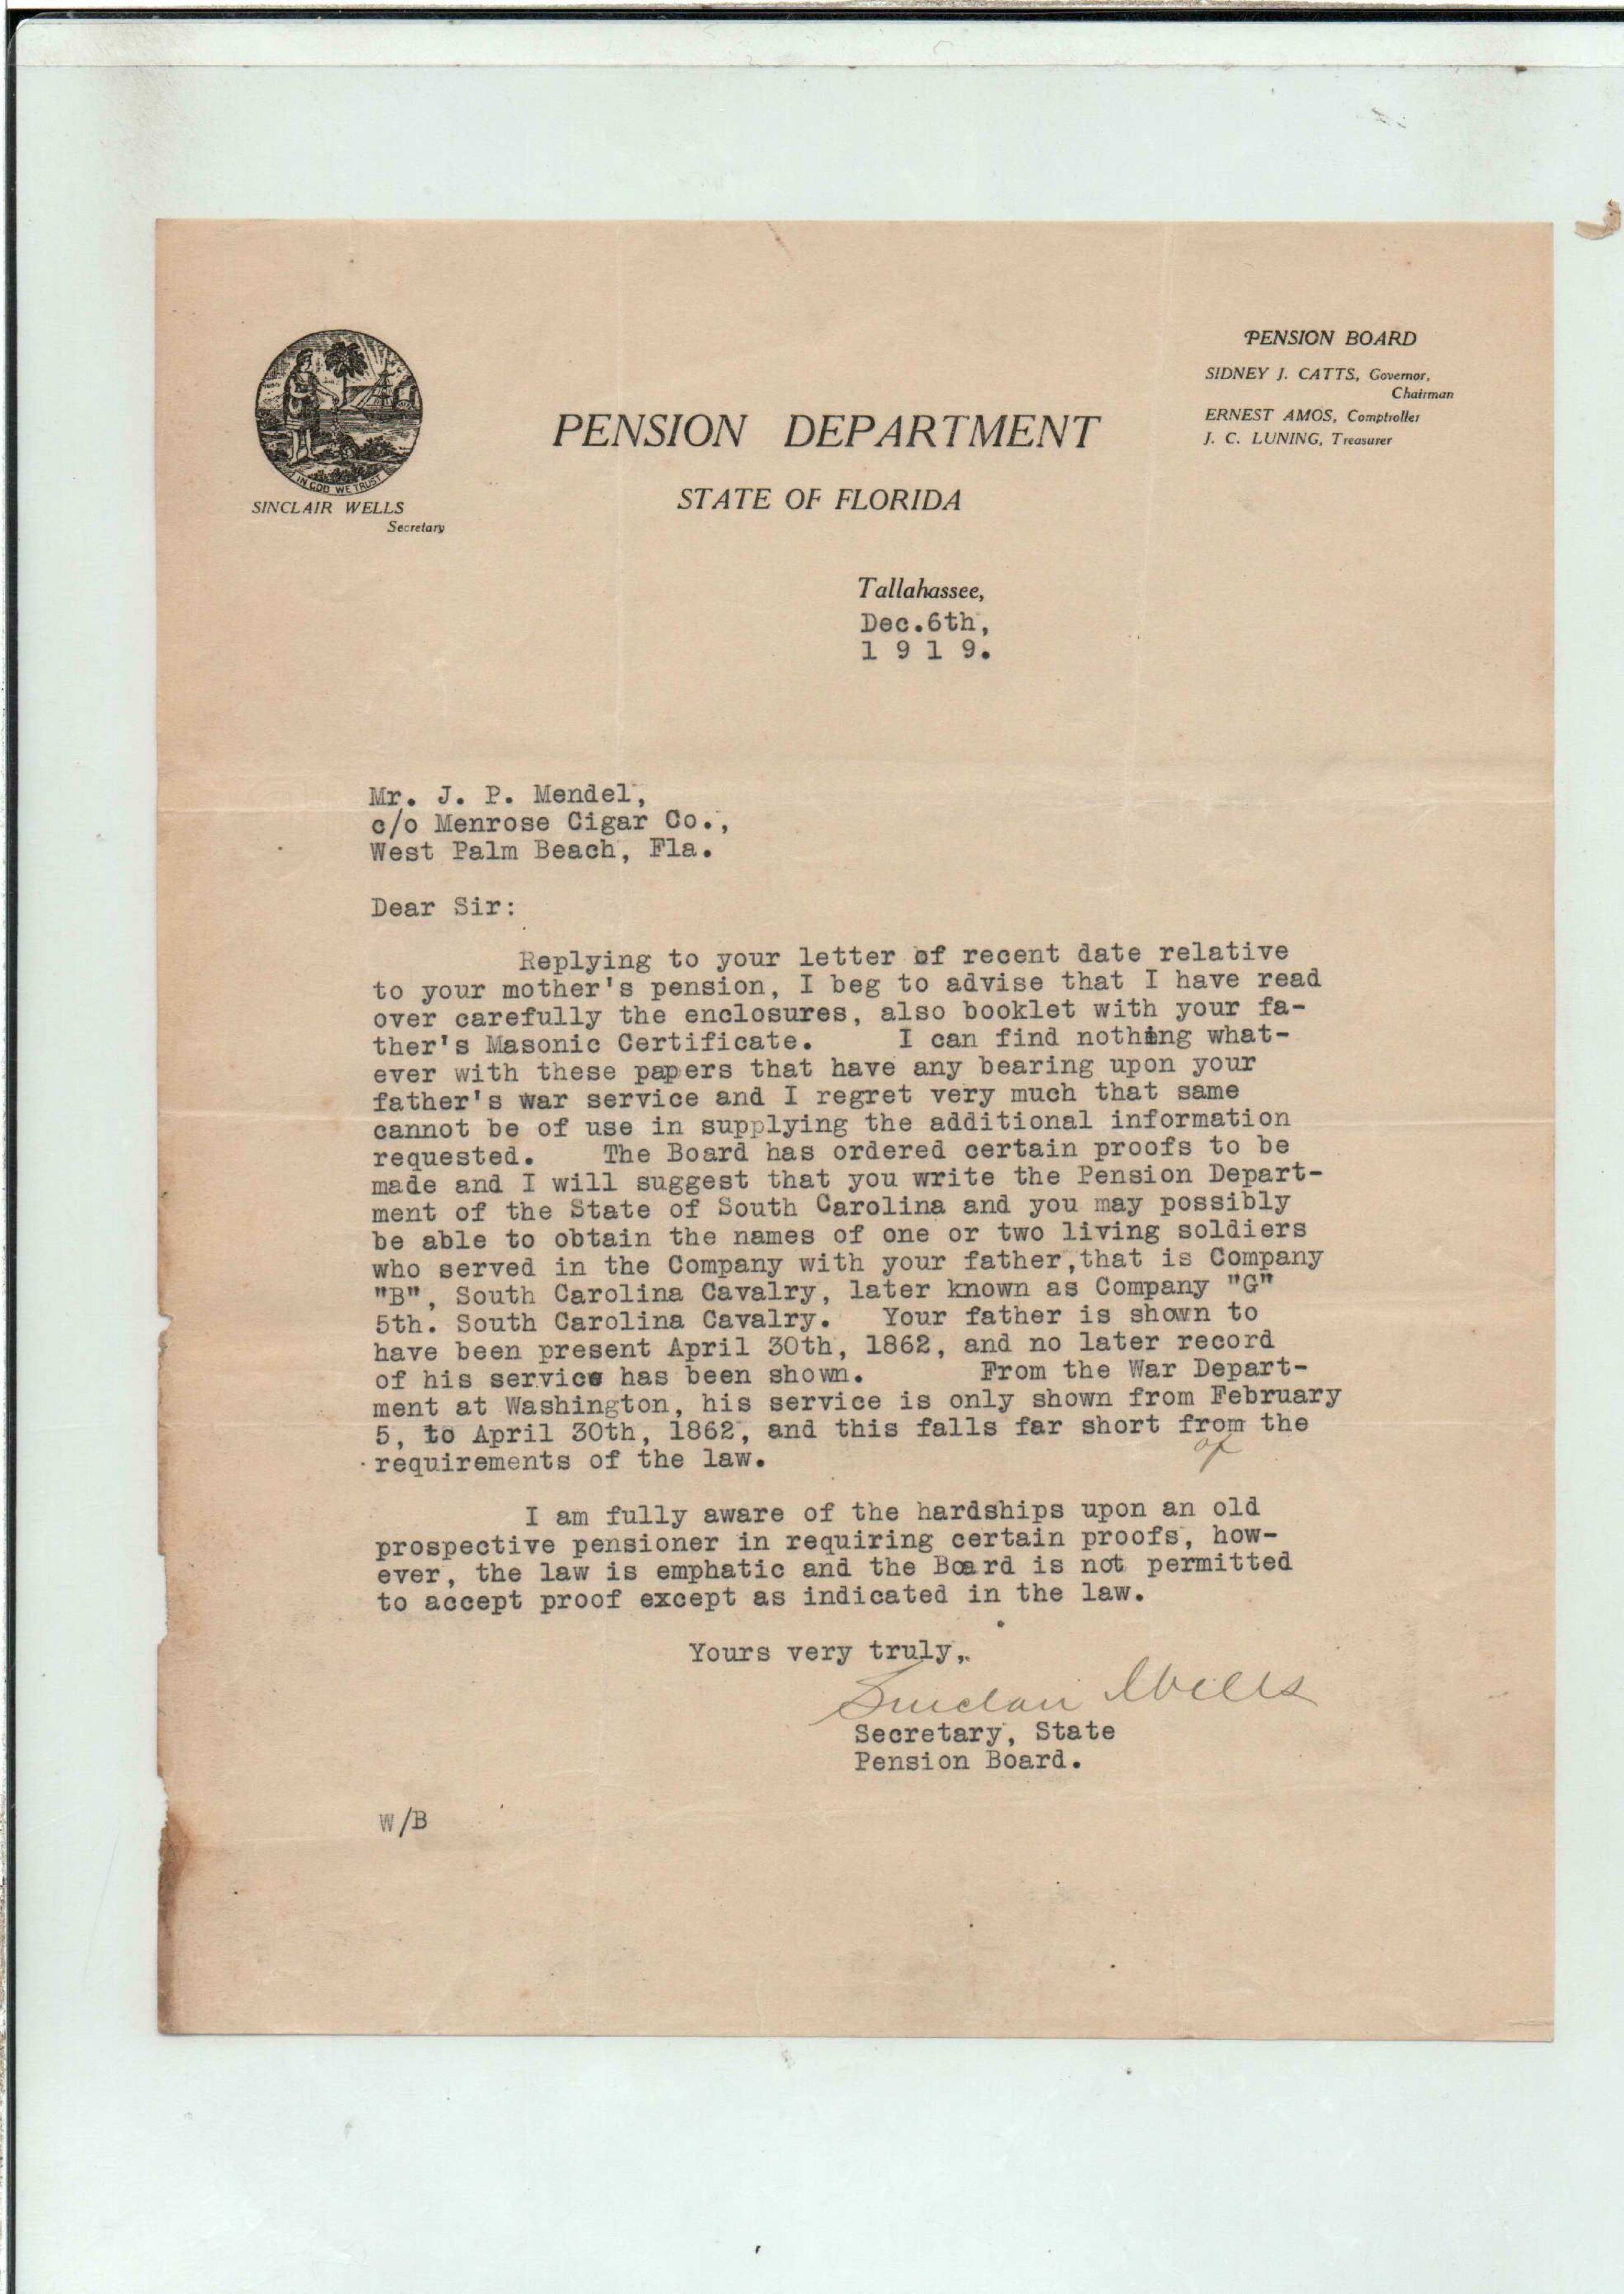 IN GOD WE TRUST
SINCLAIR WELLS
Secretary
PENSION DEPARTMENT
STATE OF FLORIDA
PENSION BOARD
SIDNEY J. CATTS, Governor,
Chairman
ERNEST AMOS, Comptroller
J. C. LUNING, Treasurer
Tallahassee,
Dec.6th,
1 9 1 9.
Mr. J. P. Mendel,
c/o Menrose Cigar Co.,
West Palm Beach, Fla.
Dear Sir:
Replying to your letter of recent date relative
to your mother's pension, I beg to advise that I have read
over carefully the enclosures, also booklet with your fa-
ther's Masonic Certificate. I can find nothing what-
ever with these papers that have any bearing upon your
father's war service and I regret very much that same
cannot be of use in supplying the additional information
requested. The Board has ordered certain proofs to be
made and I will suggest that you write the Pension Depart-
ment of the State of South Carolina and you may possibly
be able to obtain the names of one or two living soldiers
who served in the Company with your father,that is Company
"B", South Carolina Cavalry, later known as Company "G"
5th. South Carolina Cavalry. Your father is shown to
have been present April 30th, 1862, and no later record
of his service has been shown. From the War Depart-
ment at Washington, his service is only shown from February
5, to April 30th, 1862, and this falls far short from the
of
requirements of the law.
I am fully aware of the hardships upon an old
prospective pensioner in requiring certain proofs, how-
ever, the law is emphatic and the Board is not permitted
to accept proof except as indicated in the law.
Yours very truly,
Sinclair Wells
Secretary, State
Pension Board.
W/B